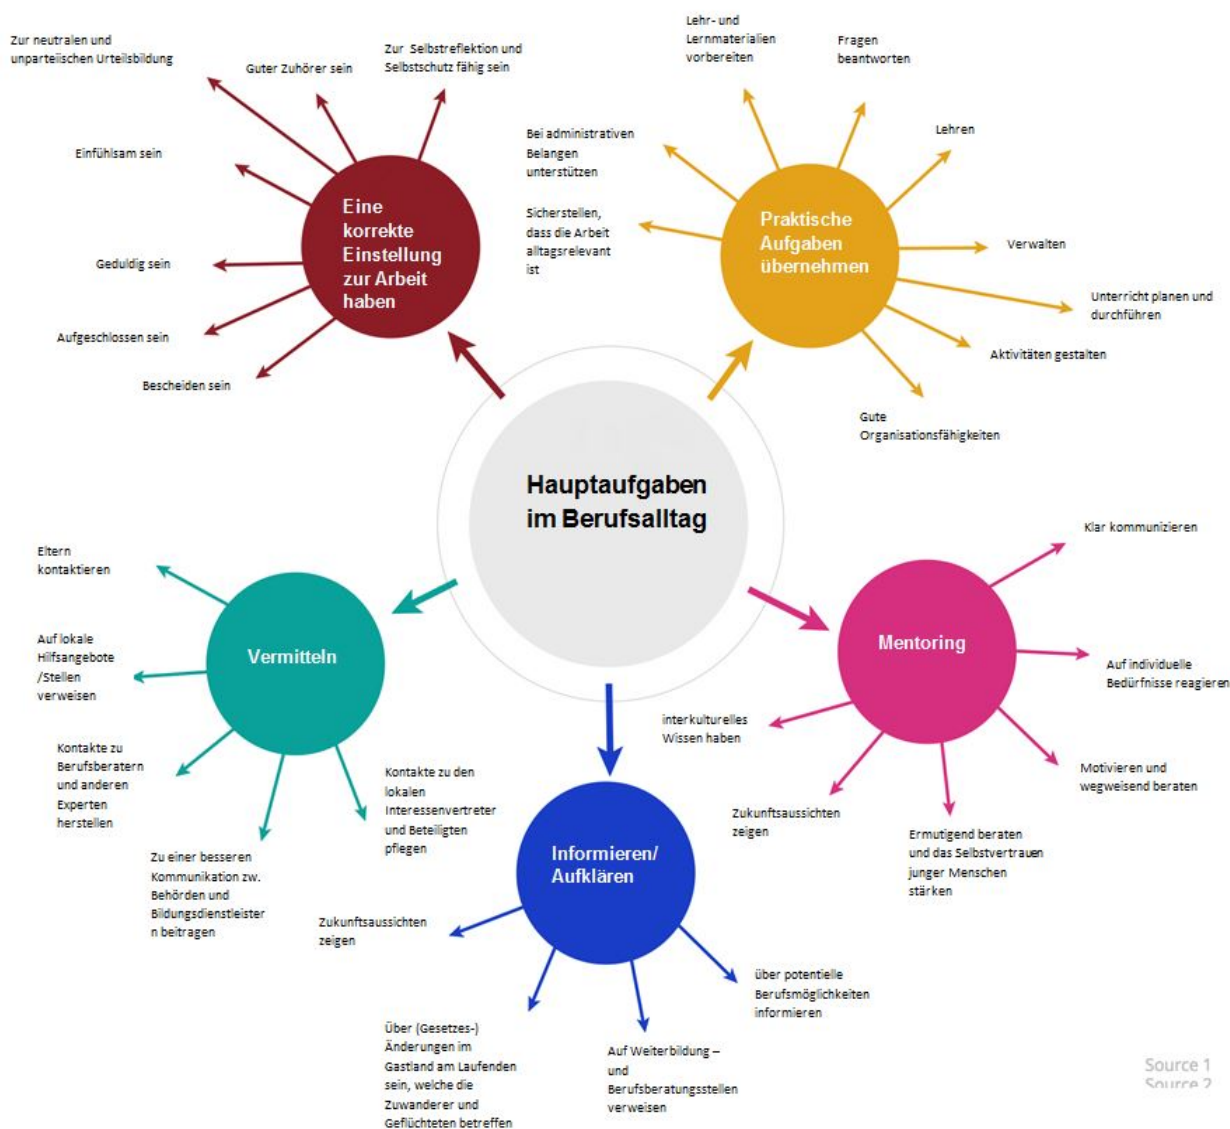 Zur neutralen und
unparteiischen Urteilsbildung
Guter Zuhörer sein
Zur Selbstreflektion und
Selbstschutz fähig sein
Einfühlsam sein
Geduldig sein
Aufgeschlossen sein
Bescheiden sein
Eine
korrekte
Einstellung
zur Arbeit
haben
Lehr- und
Lernmaterialien
vorbereiten
Fragen
beantworten
Bei administrativen
Belangen
unterstützen
Lehren
Sicherstellen,
dass die Arbeit
alltagsrelevant
ist
Verwalten
Unterricht planen und
durchführen
Aktivitäten gestalten
Gute
Organisationsfähigkeiten
Praktische
Aufgaben
übernehmen
Hauptaufgaben
im Berufsalltag
Eltern
kontaktieren
Auf lokale
Hilfsangebote
/Stellen
verweisen
Kontakte zu
Berufsberatern
und anderen
Experten
herstellen
Zu einer besseren
Kommunikation zw.
Behörden und
Bildungsdienstleister
n beitragen
Kontakte zu den
lokalen
Interessenvertreter
und Beteiligten
pflegen
Vermitteln
Klar kommunizieren
Mentoring
Auf individuelle
Bedürfnisse reagieren
interkulturelles
Wissen haben
Motivieren und
wegweisend beraten
Zukunftsaussichten
zeigen
Ermutigend beraten
und das Selbstvertrauen
junger Menschen
stärken
Informieren/
Aufklären
Zukunftsaussichten
zeigen
über potentielle
Berufsmöglichkeiten
informieren
Über (Gesetzes-)
Änderungen im
Gastland am Laufenden
sein, welche die
Zuwanderer und
Geflüchteten betreffen
Auf Weiterbildung –
und
Berufsberatungsstellen
verweisen
Source 1
Source 2